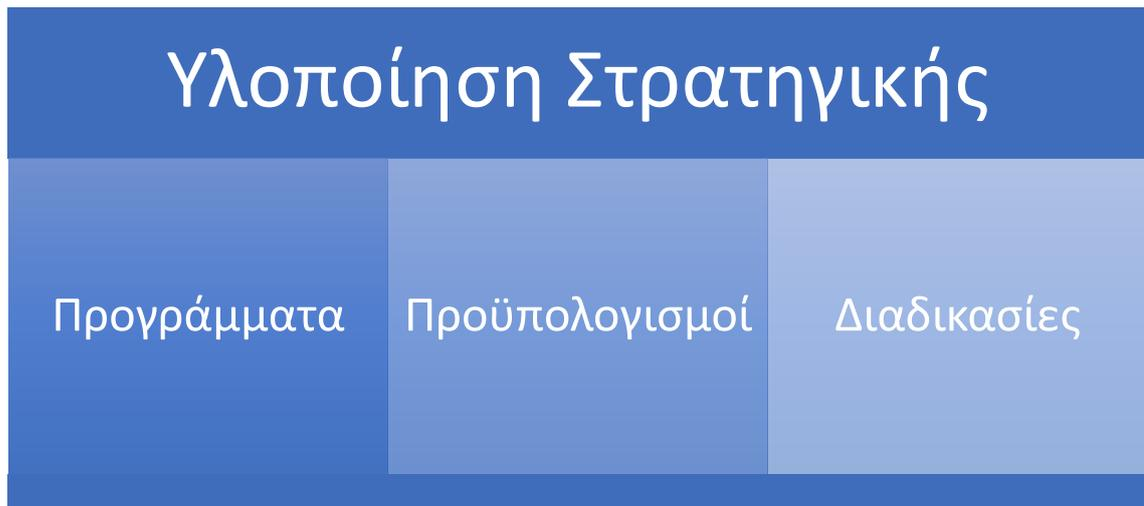 Υλοποίηση Στρατηγικής
Προγράμματα
Προϋπολογισμοί
Διαδικασίες